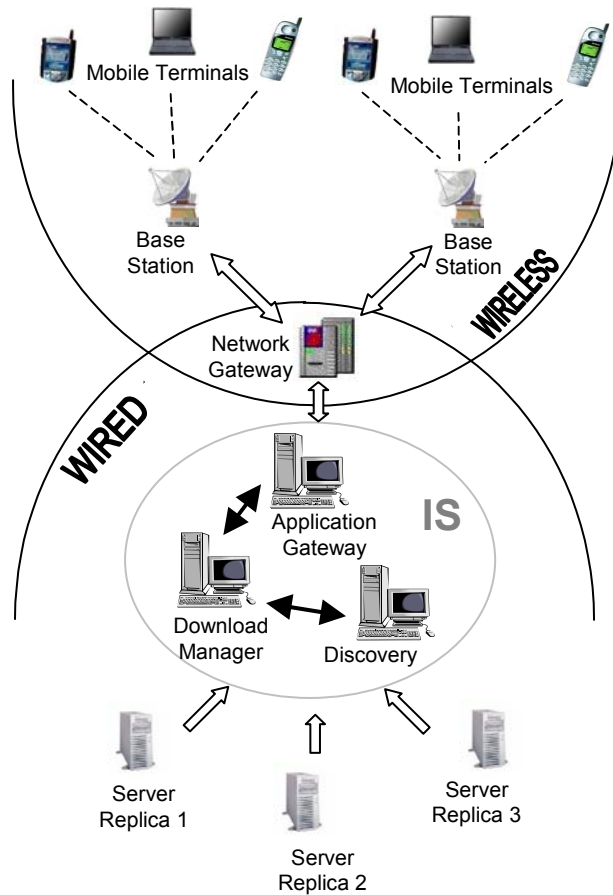 Mobile Terminals
Mobile Terminals
Base
Station
Base
Station
WIRELESS
Network
Gateway
WIRED
Application
Gateway
IS
Download
Manager
Discovery
Server
Replica 1
Server
Replica 2
Server
Replica 3